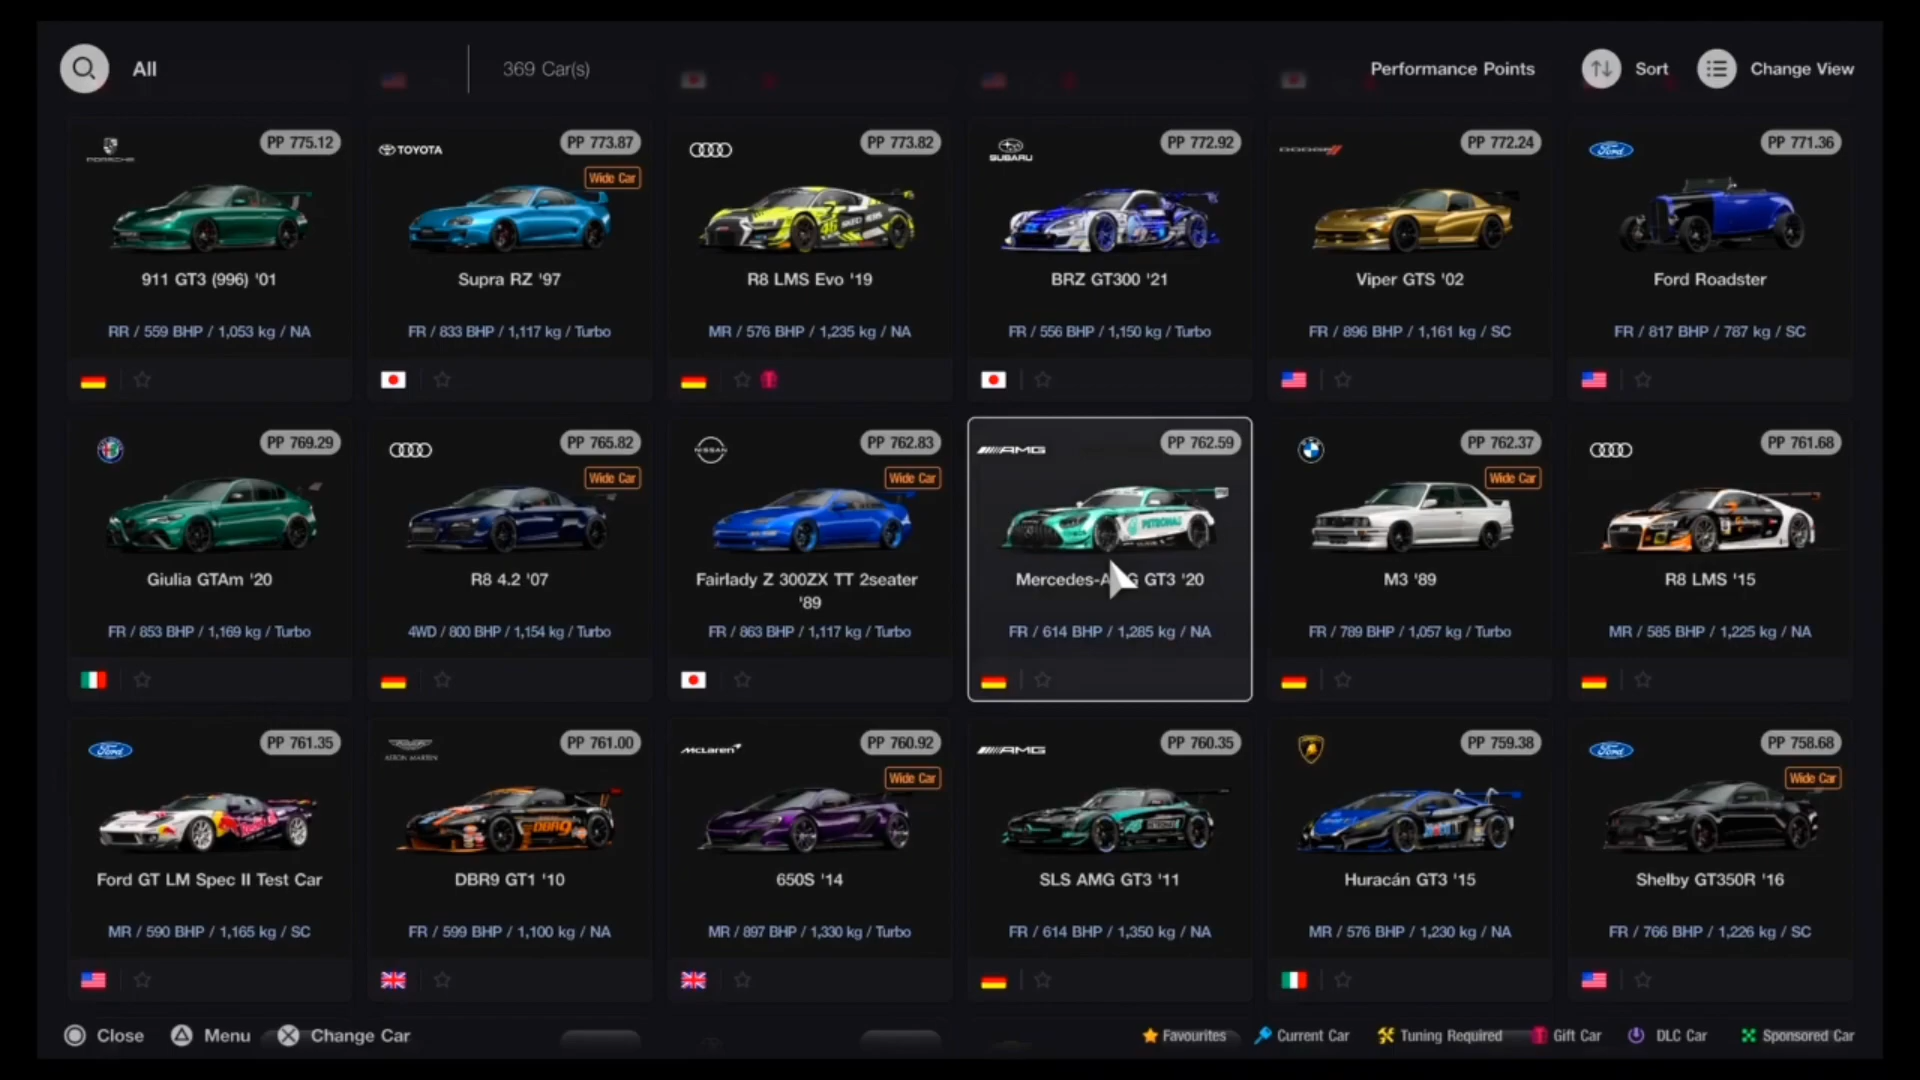 All
369 Car(s)
Performance Points
Sort
Change View
PORSCHE
PP 775.12
911 GT3 (996) '01
RR / 559 BHP / 1,053 kg / NA
TOYOTA
PP 773.87
Wide Car
Supra RZ '97
FR / 833 BHP / 1,117 kg / Turbo
PP 773.82
R8 LMS Evo '19
MR / 576 BHP / 1,235 kg / NA
SUBARU
PP 772.92
BRZ GT300 '21
FR / 556 BHP / 1,150 kg / Turbo
DODGE
PP 772.24
Viper GTS '02
FR / 896 BHP / 1,161 kg / SC
Ford
PP 771.36
Ford Roadster
FR / 817 BHP / 787 kg / SC
PP 769.29
Giulia GTAm '20
FR / 853 BHP / 1,169 kg / Turbo
PP 765.82
Wide Car
R8 4.2 '07
4WD / 800 BHP / 1,154 kg / Turbo
NISSAN
PP 762.83
Wide Car
Fairlady Z 300ZX TT 2seater
'89
FR / 863 BHP / 1,117 kg / Turbo
AMG
PP 762.59
PETRONAS
Mercedes-AMG GT3 '20
FR / 614 BHP / 1,285 kg / NA
PP 762.37
Wide Car
M3 '89
FR / 789 BHP / 1,057 kg / Turbo
PP 761.68
R8 LMS '15
MR / 585 BHP / 1,225 kg / NA
Ford
PP 761.35
Ford GT LM Spec II Test Car
MR / 590 BHP / 1,165 kg / SC
ASTON MARTIN
PP 761.00
DBR9
DBR9 GT1 '10
FR / 599 BHP / 1,100 kg / NA
McLaren
PP 760.92
Wide Car
650S '14
MR / 897 BHP / 1,330 kg / Turbo
AMG
PP 760.35
SLS AMG GT3 '11
FR / 614 BHP / 1,350 kg / NA
PP 759.38
Huracán GT3 '15
MR / 576 BHP / 1,230 kg / NA
Ford
PP 758.68
Wide Car
Shelby GT350R '16
FR / 766 BHP / 1,226 kg / SC
Close
Menu
Change Car
Favourites
Current Car
Tuning Required
Gift Car
DLC Car
Sponsored Car